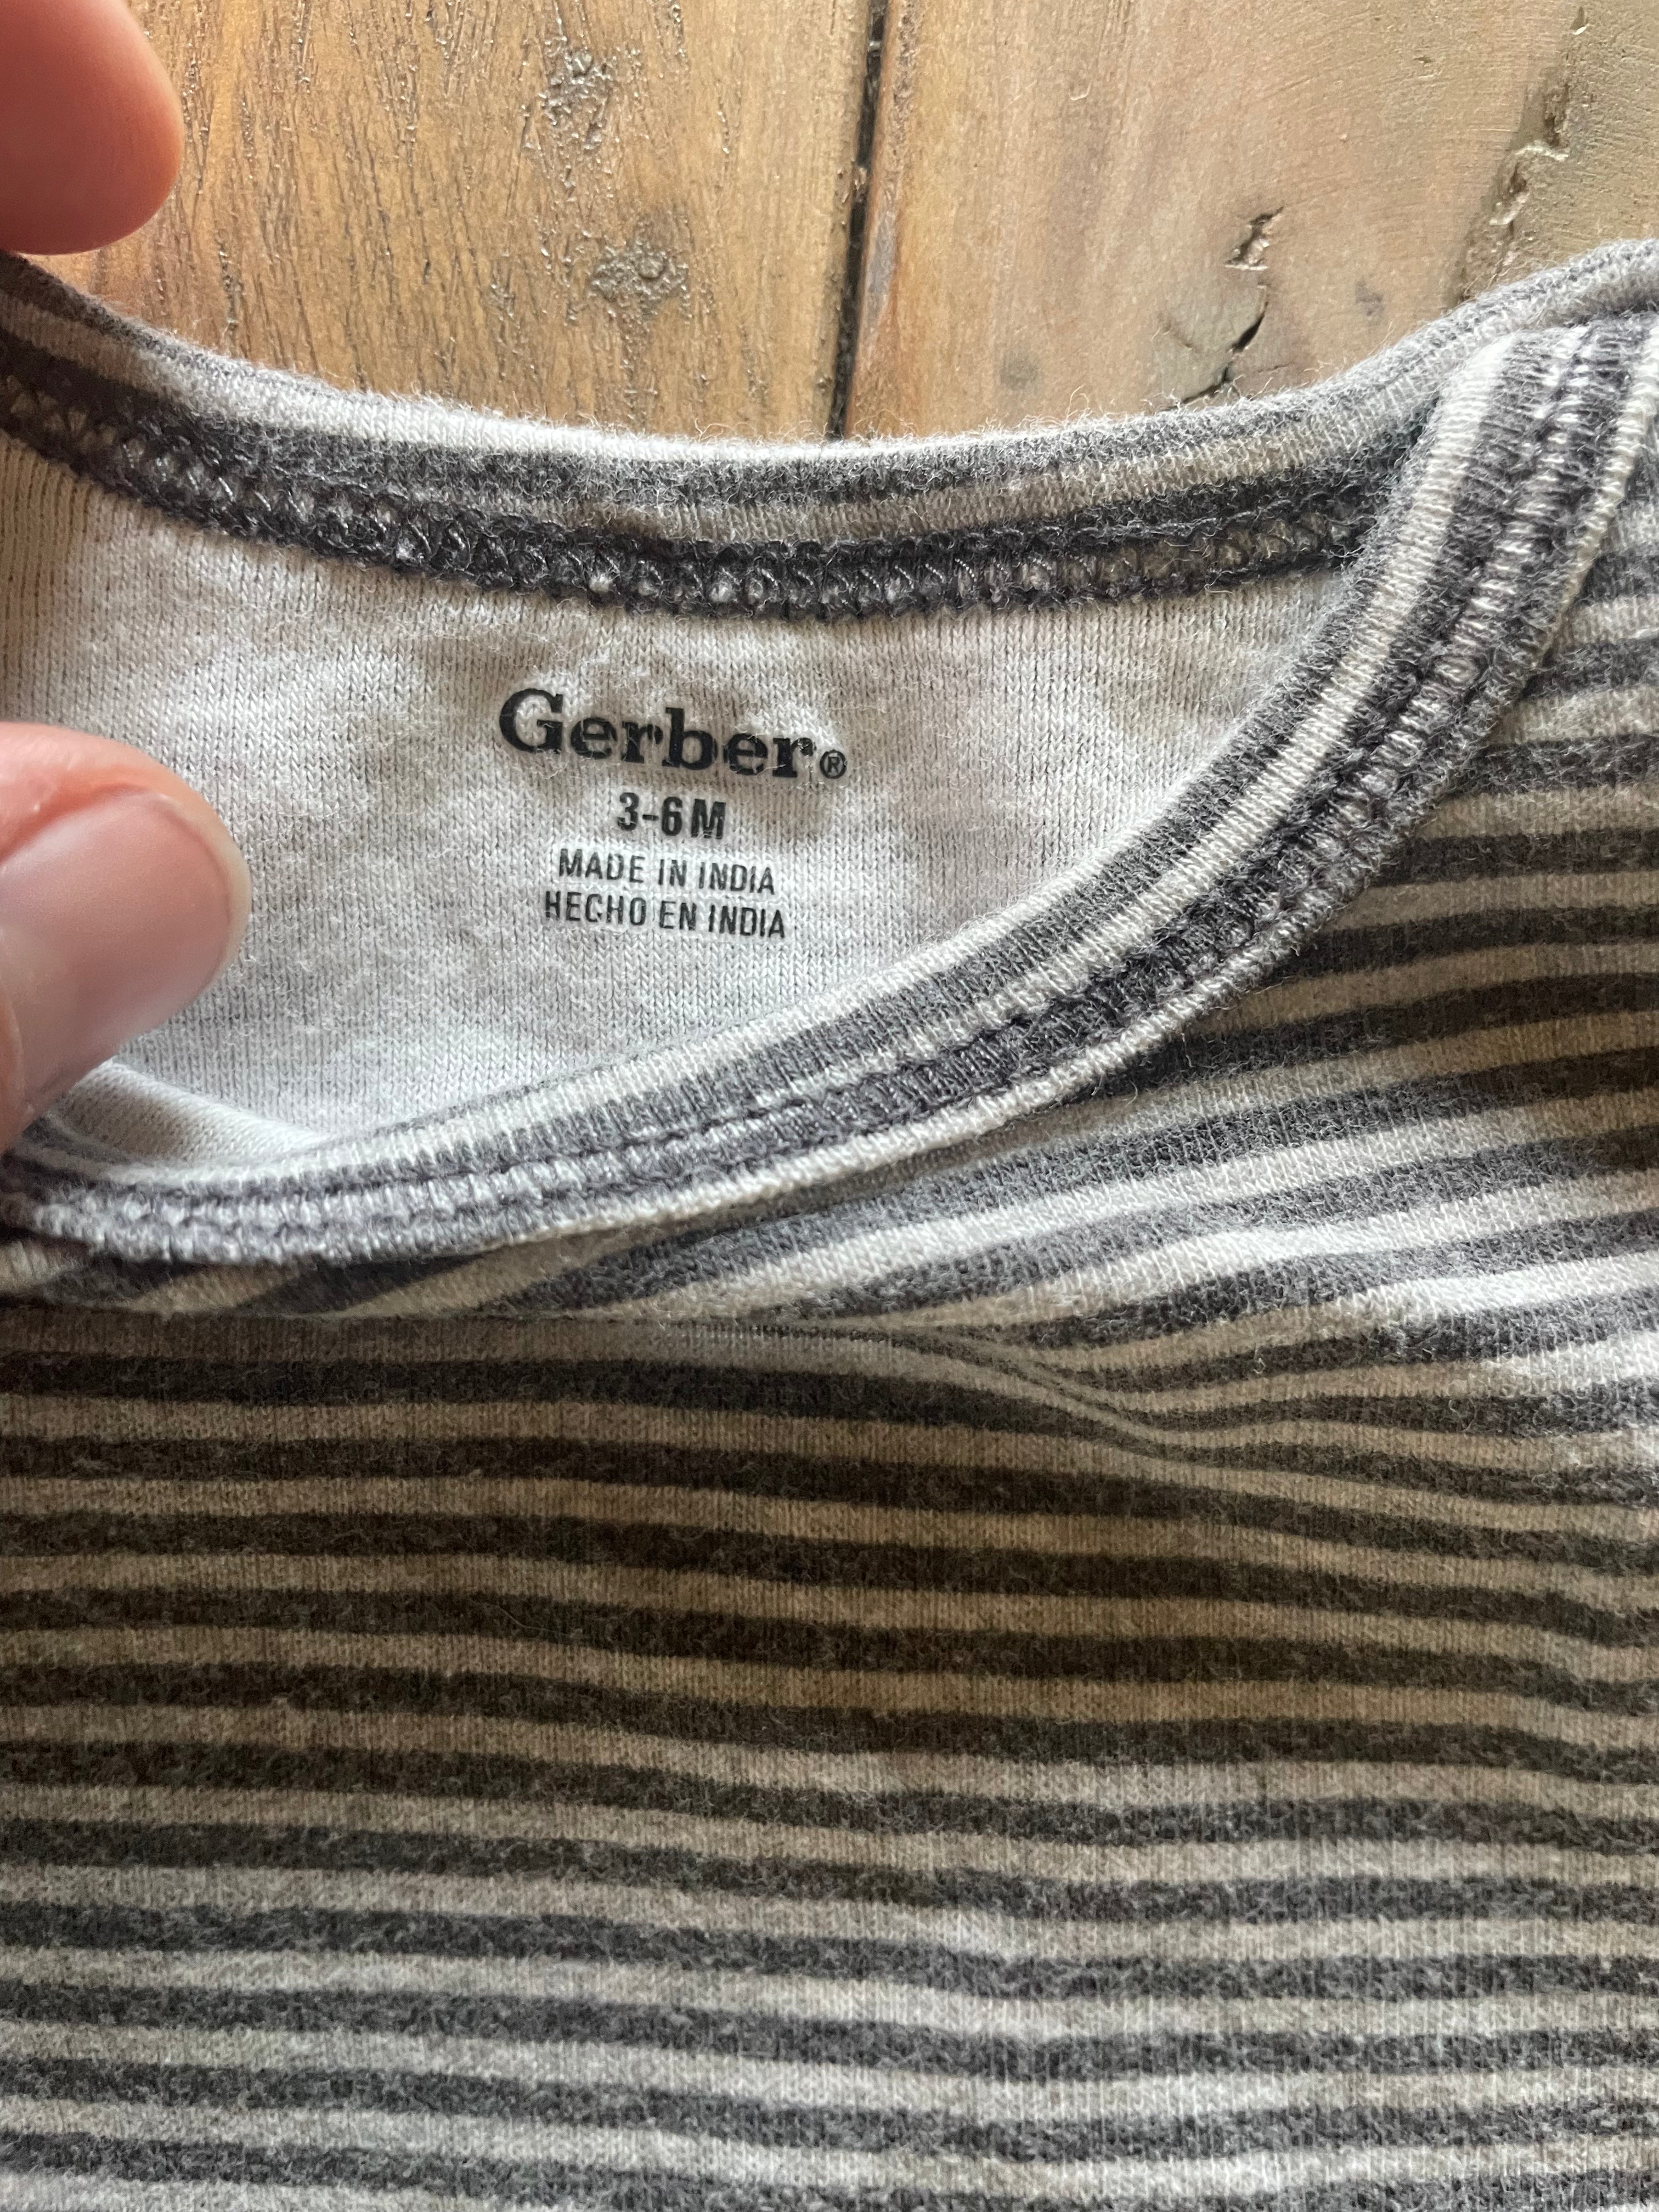 Gerber®
3-6M
MADE IN INDIA
HECHO EN INDIA